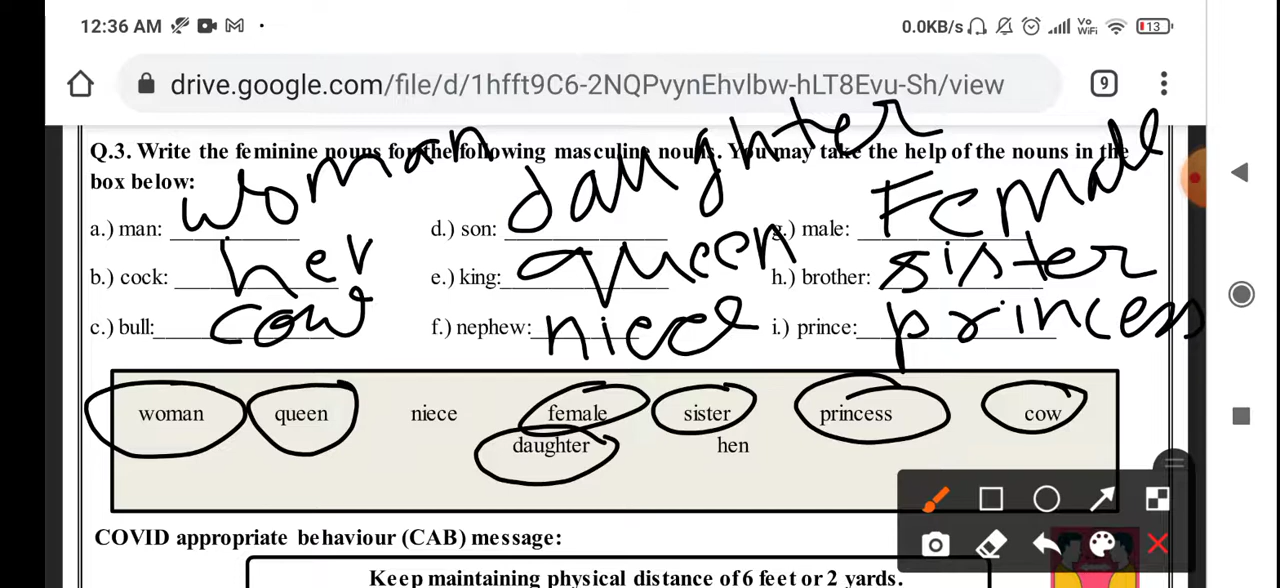 12:36 AM
0.0KB/s Vo WiFi 13
drive.google.com/file/d/1hfft9C6-2NQPvynEhvlbw-hLT8Evu-Sh/view 9
Q.3. Write the feminine nouns for the following masculine nouns. You may take the help of the nouns in the
box below:
a.) man: woman d.) son: daughter g.) male: Female
b.) cock: her e.) king: queen h.) brother: sister
c.) bull: cow f.) nephew: niece i.) prince: princess
woman queen niece female sister princess cow
daughter hen
COVID appropriate behaviour (CAB) message:
Keep maintaining physical distance of 6 feet or 2 yards.